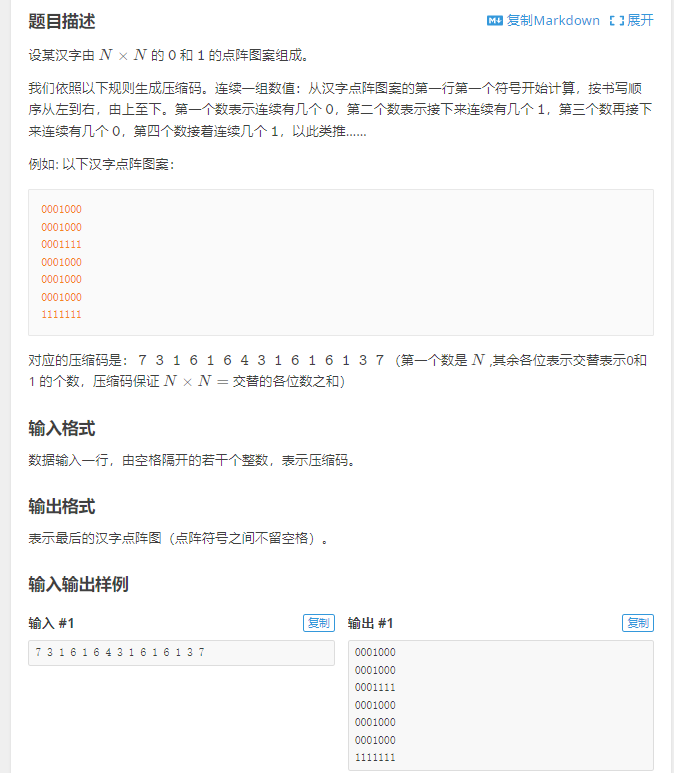 题目描述
复制Markdown 展开
设某汉字由 N × N 的 0 和 1 的点阵图案组成。
我们依照以下规则生成压缩码。连续一组数值：从汉字点阵图案的第一行第一个符号开始计算，按书写顺
序从左到右，由上至下。第一个数表示连续有几个 0，第二个数表示接下来连续有几个 1，第三个数再接下
来连续有几个 0，第四个数接着连续几个 1，以此类推……
例如: 以下汉字点阵图案：
0001000
0001000
0001111
0001000
0001000
0001000
1111111
对应的压缩码是： 7 3 1 6 1 6 4 3 1 6 1 6 1 3 7 （第一个数是 N ,其余各位表示交替表示0和
1 的个数，压缩码保证 N × N = 交替的各位数之和）
输入格式
数据输入一行，由空格隔开的若干个整数，表示压缩码。
输出格式
表示最后的汉字点阵图（点阵符号之间不留空格）。
输入输出样例
输入 #1 复制
7 3 1 6 1 6 4 3 1 6 1 6 1 3 7
输出 #1 复制
0001000
0001000
0001111
0001000
0001000
0001000
1111111